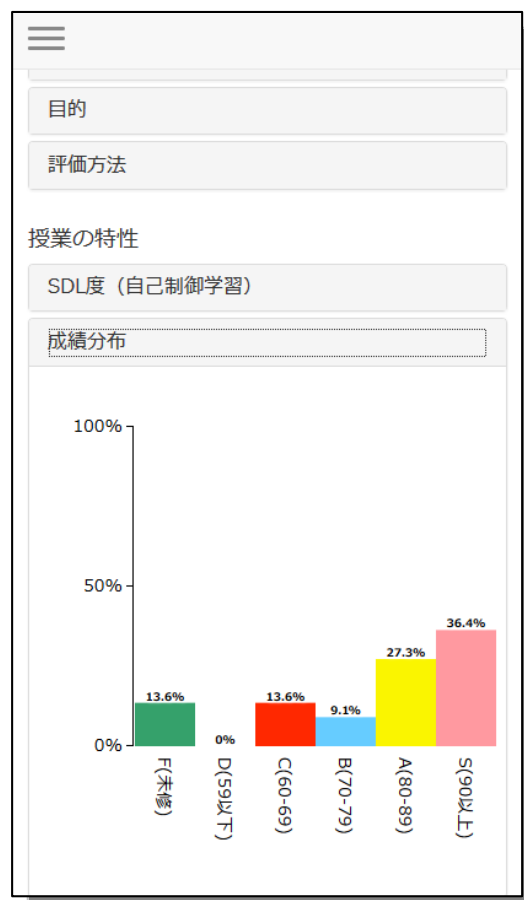 目的
評価方法
授業の特性
SDL度（自己制御学習）
成績分布
100%
50%
0%
13.6%
0%
13.6%
9.1%
27.3%
36.4%
F(未修)
D(59以下)
C(60-69)
B(70-79)
A(80-89)
S(90以上)